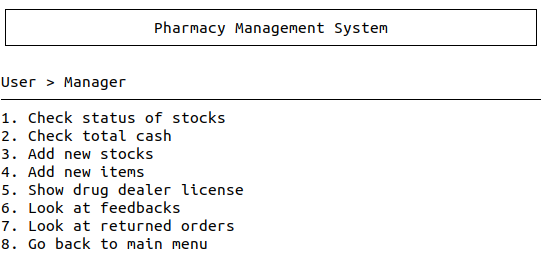 Pharmacy Management System
User > Manager
1. Check status of stocks
2. Check total cash
3. Add new stocks
4. Add new items
5. Show drug dealer license
6. Look at feedbacks
7. Look at returned orders
8. Go back to main menu